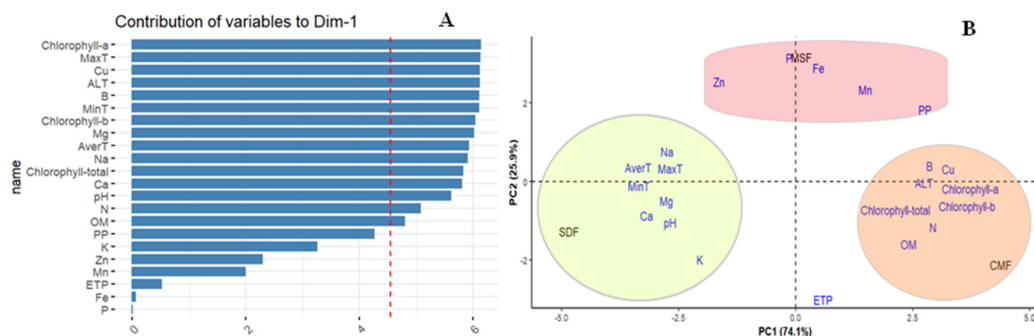 Contribution of variables to Dim-1
A
name
Chlorophyll-a
MaxT
Cu
ALT
B
MinT
Chlorophyll-b
Mg
AverT
Na
Chlorophyll-total
Ca
pH
N
OM
PP
K
Zn
Mn
ETP
Fe
P
0 2 4 6
B
PC2 (25.9%)
2
0
-2
P MSF
Fe
Zn
Mn
PP
Na
AverT MaxT
MinT
Mg
Ca
pH
SDF
K
B Cu
ALT
Chlorophyll-a
Chlorophyll-total Chlorophyll-b
N
OM
CMF
ETP
-5.0 -2.5 0.0 2.5 5.0
PC1 (74.1%)